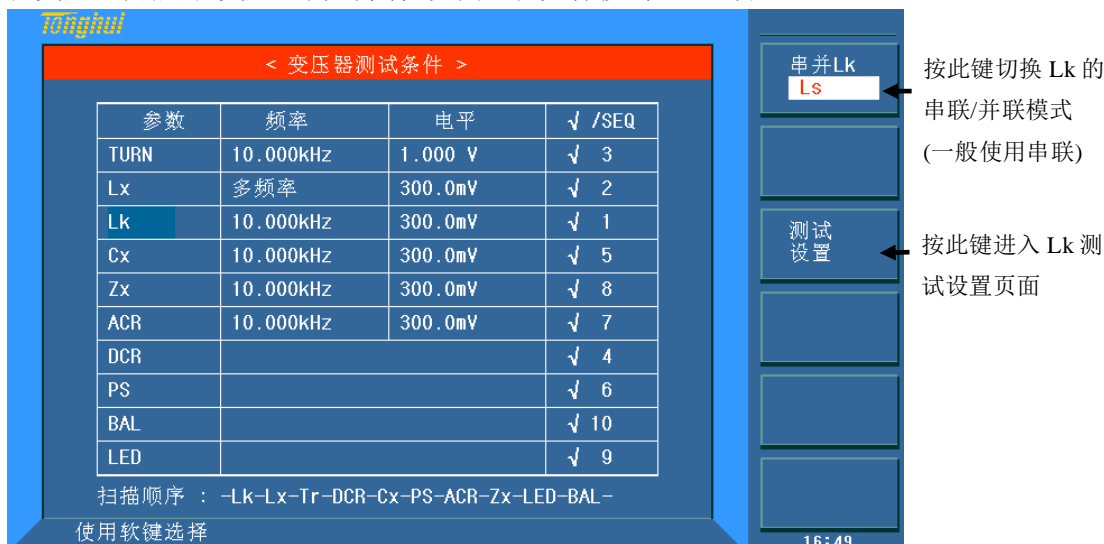 Tonghui
< 变压器测试条件 >
参数 频率 电平 √ /SEQ
TURN 10.000kHz 1.000 V √ 3
Lx 多频率 300.0mV √ 2
Lk 10.000kHz 300.0mV √ 1
Cx 10.000kHz 300.0mV √ 5
Zx 10.000kHz 300.0mV √ 8
ACR 10.000kHz 300.0mV √ 7
DCR √ 4
PS √ 6
BAL √ 10
LED √ 9
扫描顺序 : -Lk-Lx-Tr-DCR-Cx-PS-ACR-Zx-LED-BAL-
使用软键选择
串并Lk
Ls
测试
设置
16:49
按此键切换 Lk 的
串联/并联模式
(一般使用串联)
按此键进入 Lk 测
试设置页面